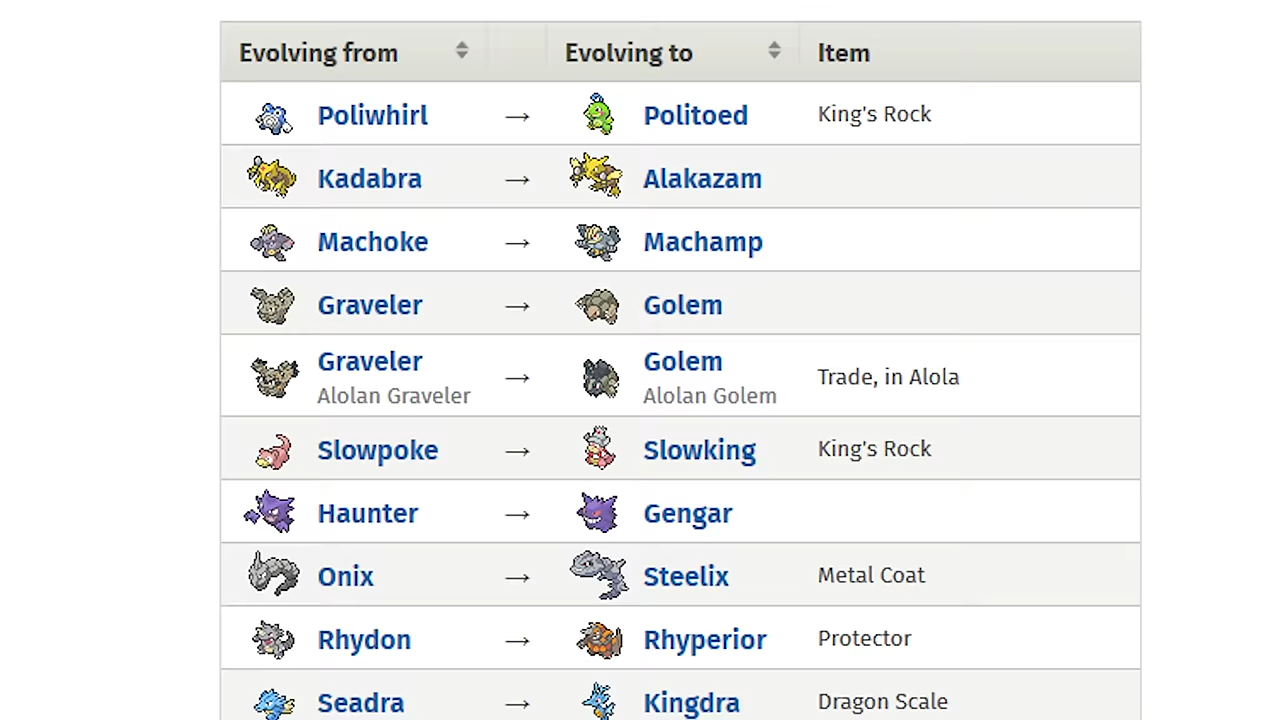 Evolving from Evolving to Item
Poliwhirl → Politoed King's Rock
Kadabra → Alakazam
Machoke → Machamp
Graveler → Golem
Graveler → Golem Trade, in Alola
Alolan Graveler Alolan Golem
Slowpoke → Slowking King's Rock
Haunter → Gengar
Onix → Steelix Metal Coat
Rhydon → Rhyperior Protector
Seadra → Kingdra Dragon Scale